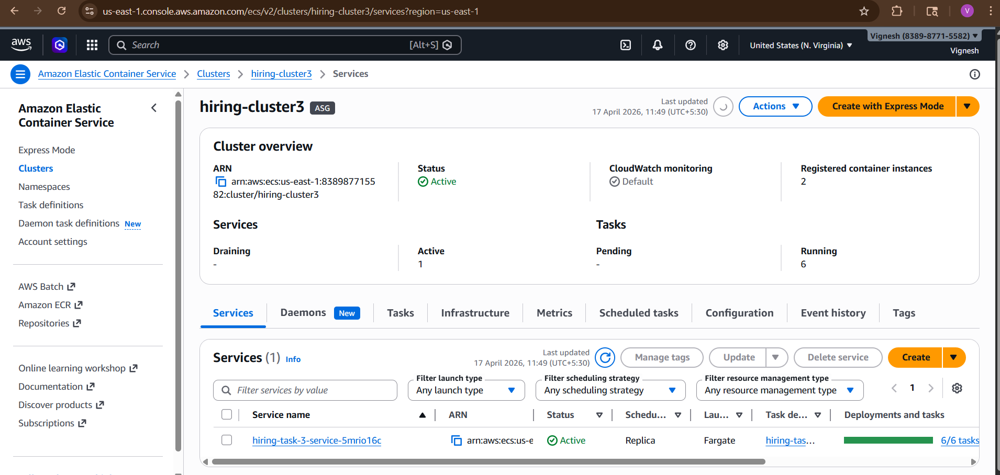 us-east-1.console.aws.amazon.com/ecs/v2/clusters/hiring-cluster3/services?region=us-east-1
V
aws
Search
[Alt+S]
United States (N. Virginia)
Vignesh (8389-8771-5582)
Vignesh
Amazon Elastic Container Service
Clusters
hiring-cluster3
Services
Amazon Elastic
Container Service
Express Mode
Clusters
Namespaces
Task definitions
Daemon task definitions New
Account settings
AWS Batch
Amazon ECR
Repositories
Online learning workshop
Documentation
Discover products
Subscriptions
hiring-cluster3 ASG
Last updated
17 April 2026, 11:49 (UTC+5:30)
Actions
Create with Express Mode
Cluster overview
ARN
arn:aws:ecs:us-east-1:8389877155
82:cluster/hiring-cluster3
Status
Active
CloudWatch monitoring
Default
Registered container instances
2
Services
Tasks
Draining
-
Active
1
Pending
-
Running
6
Services
Daemons New
Tasks
Infrastructure
Metrics
Scheduled tasks
Configuration
Event history
Tags
Services (1) Info
Last updated
17 April 2026, 11:49 (UTC+5:30)
Manage tags
Update
Delete service
Create
Filter services by value
Filter launch type
Any launch type
Filter scheduling strategy
Any scheduling strategy
Filter resource management type
Any resource management type
1
Service name
ARN
Status
Schedu...
Lau...
Task de...
Deployments and tasks
hiring-task-3-service-5mrio16c
arn:aws:ecs:us-e
Active
Replica
Fargate
hiring-tas...
6/6 tasks